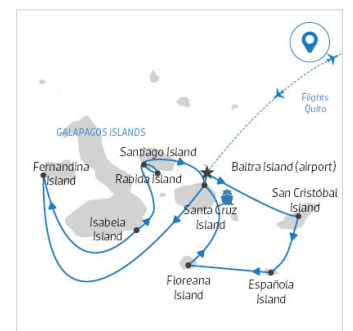 Flights
Quito
GALAPAGOS ISLANDS
Santiago Island
Baltra Island (airport)
Fernandina
Island
Rabida Island
San Cristóbal
Island
Santa Cruz
Island
Isabela
Island
Floreana
Island
Española
Island